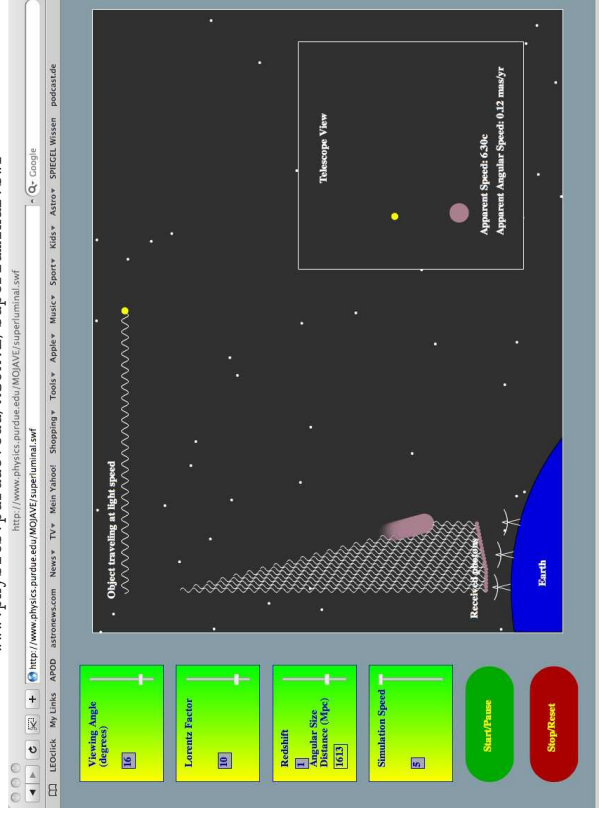 http://www.physics.purdue.edu/MOJAVE/superluminal.swf
http://www.physics.purdue.edu/MOJAVE/superluminal.swf
Google
LEOclick My Links APOD astronews.com News TV Mein Yahoo! Shopping Tools Apple Music Sport Kids Astro SPIEGEL Wissen podcast.de
Viewing Angle
(degrees)
16
Lorentz Factor
10
Redshift
1
Angular Size
Distance (Mpc)
1613
Simulation Speed
5
Start/Pause
Stop/Reset
Object traveling at light speed
Received photons
Earth
Telescope View
Apparent Speed: 6.30c
Apparent Angular Speed: 0.12 mas/yr